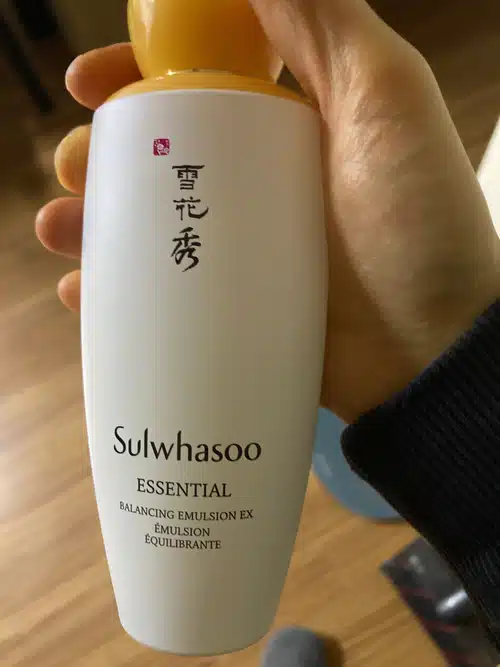 雪
花
秀
Sulwhasoo
ESSENTIAL
BALANCING EMULSION EX
ÉMULSION
ÉQUILIBRANTE